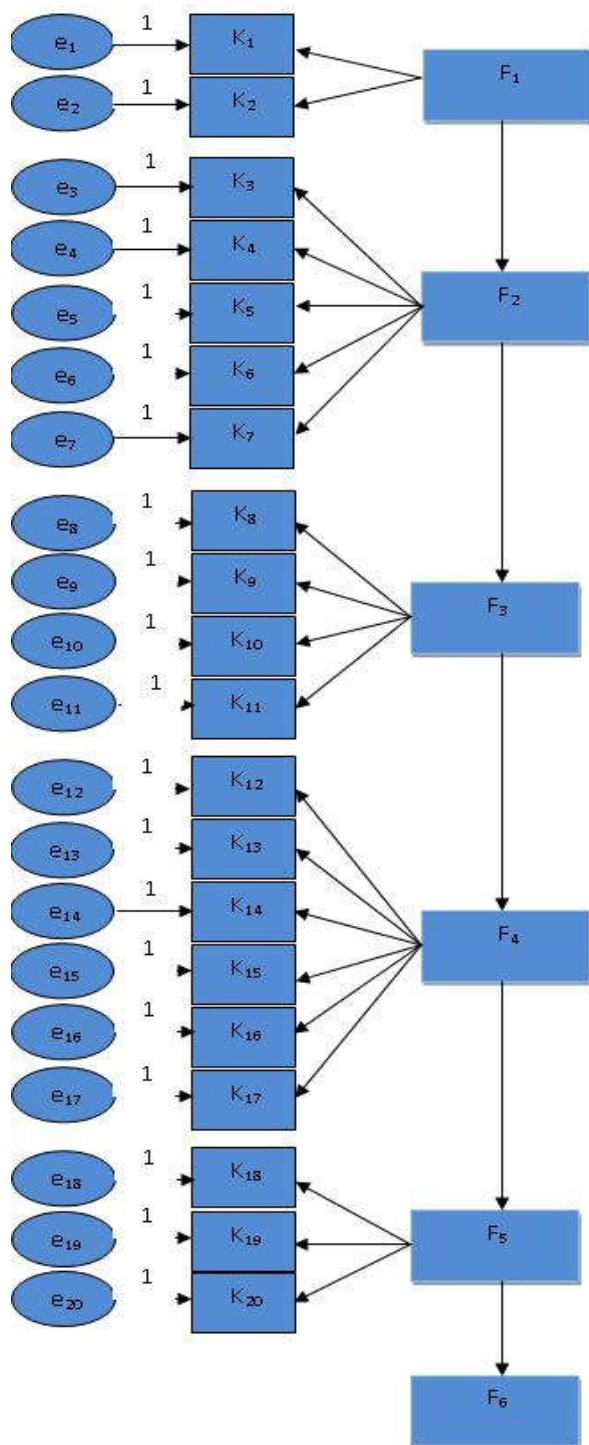 1
e₁ K₁ F₁
1
e₂ K₂
1
e₃ K₃
1
e₄ K₄
1
e₅ K₅ F₂
1
e₆ K₆
1
e₇ K₇
1
e₈ K₈
1
e₉ K₉
1
e₁₀ K₁₀ F₃
1
e₁₁ K₁₁
1
e₁₂ K₁₂
1
e₁₃ K₁₃
1
e₁₄ K₁₄ F₄
1
e₁₅ K₁₅
1
e₁₆ K₁₆
1
e₁₇ K₁₇
1
e₁₈ K₁₈
1
e₁₉ K₁₉ F₅
1
e₂₀ K₂₀
F₆